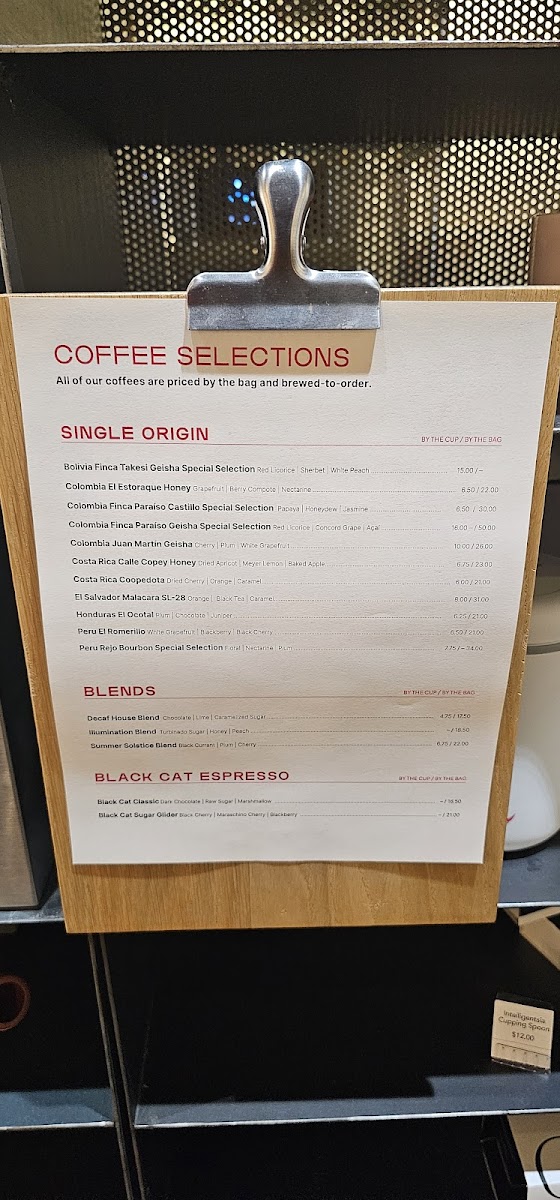 COFFEE SELECTIONS
All of our coffees are priced by the bag and brewed-to-order.
SINGLE ORIGIN BY THE CUP / BY THE BAG
Bolivia Finca Takesi Geisha Special Selection Red Licorice | Sherbet | White Peach 15.00 / –
Colombia El Estoraque Honey Grapefruit | Berry Compote | Nectarine 6.50 / 22.00
Colombia Finca Paraíso Castillo Special Selection Papaya | Honeydew | Jasmine 6.50 / 30.00
Colombia Finca Paraíso Geisha Special Selection Red Licorice | Concord Grape | Açaí 16.00 – / 50.00
Colombia Juan Martín Geisha Cherry | Plum | White Grapefruit 10.00 / 26.00
Costa Rica Calle Copey Honey Dried Apricot | Meyer Lemon | Baked Apple 6.75 / 23.00
Costa Rica Coopedota Dried Cherry | Orange | Caramel 6.00 / 21.00
El Salvador Malacara SL-28 Orange | Black Tea | Caramel 8.00 / 31.00
Honduras El Ocotal Plum | Chocolate | Juniper 6.25 / 21.00
Peru El Romerillo White Grapefruit | Blackberry | Black Cherry 6.50 / 21.00
Peru Rejo Bourbon Special Selection Floral | Nectarine | Plum 7.75 / – 34.00
BLENDS BY THE CUP / BY THE BAG
Decaf House Blend Chocolate | Lime | Caramelized Sugar 4.75 / 17.50
Illumination Blend Turbinado Sugar | Honey | Peach – / 18.50
Summer Solstice Blend Black Currant | Plum | Cherry 6.75 / 22.00
BLACK CAT ESPRESSO BY THE CUP / BY THE BAG
Black Cat Classic Dark Chocolate | Raw Sugar | Marshmallow – / 16.50
Black Cat Sugar Glider Black Cherry | Maraschino Cherry | Blackberry – / 21.00
Intelligentsia
Cupping Spoon
$12.00